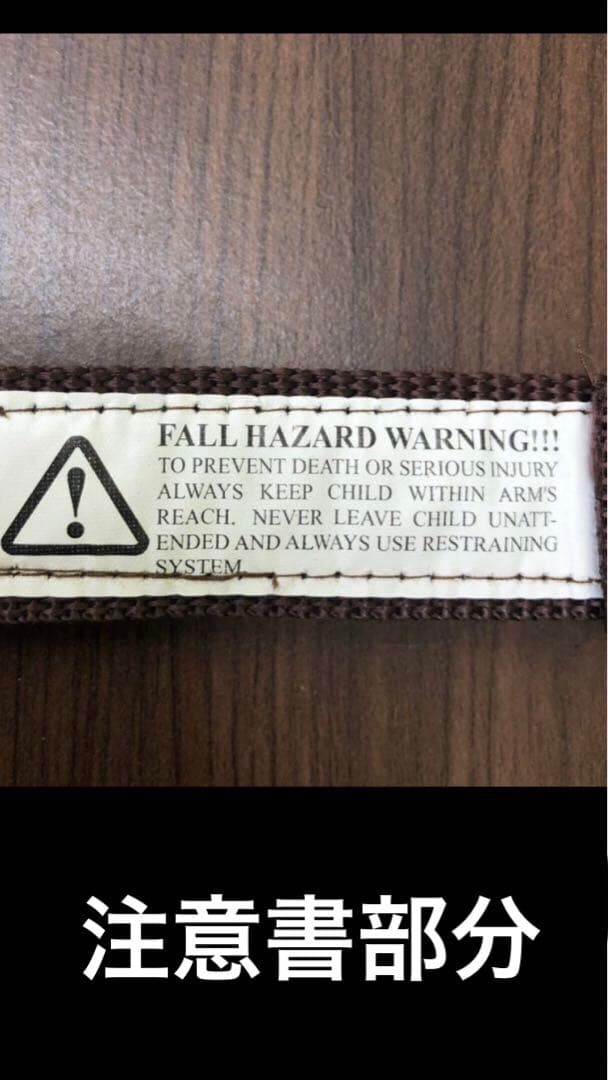 FALL HAZARD WARNING!!!
TO PREVENT DEATH OR SERIOUS INJURY
ALWAYS KEEP CHILD WITHIN ARM'S
REACH. NEVER LEAVE CHILD UNATT-
ENDED AND ALWAYS USE RESTRAINING
SYSTEM
注意書部分